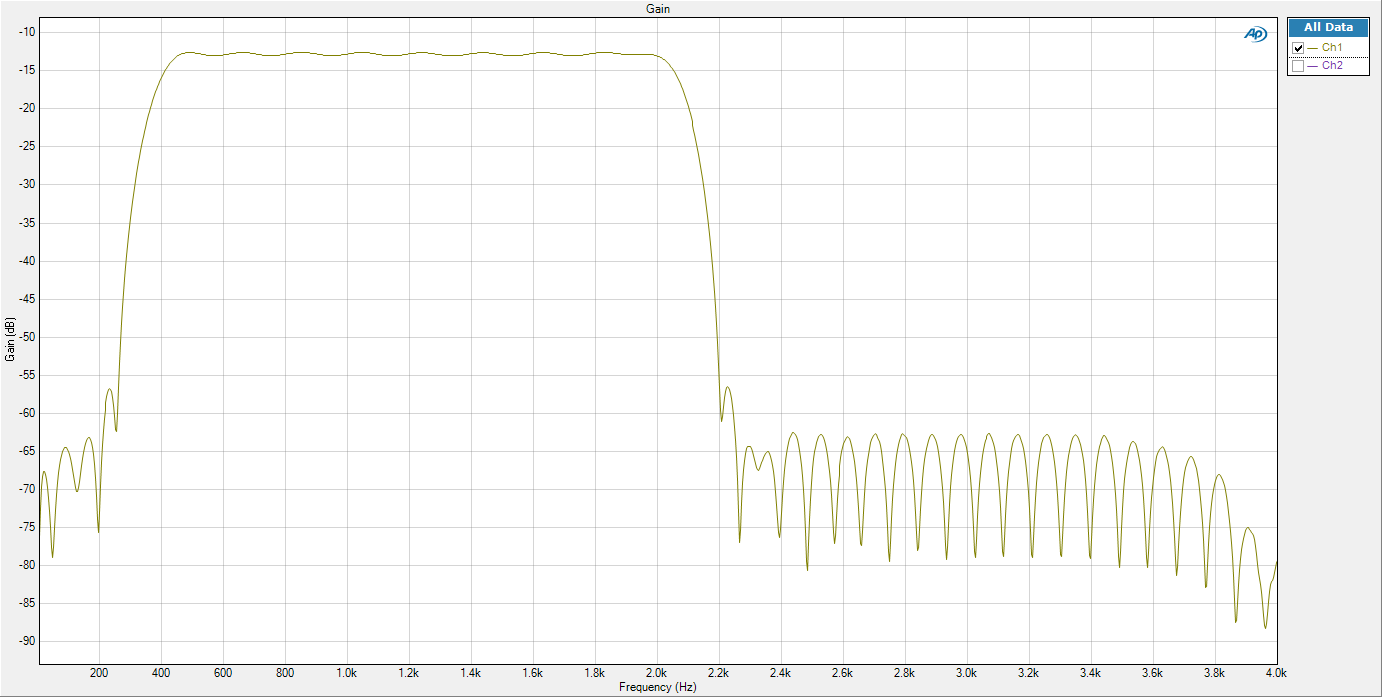 Gain
-10
-15
-20
-25
-30
-35
-40
-45
-50
-55
-60
-65
-70
-75
-80
-85
-90
Gain (dB)
200 400 600 800 1.0k 1.2k 1.4k 1.6k 1.8k 2.0k 2.2k 2.4k 2.6k 2.8k 3.0k 3.2k 3.4k 3.6k 3.8k 4.0k
Frequency (Hz)
Ap
All Data
Ch1
Ch2